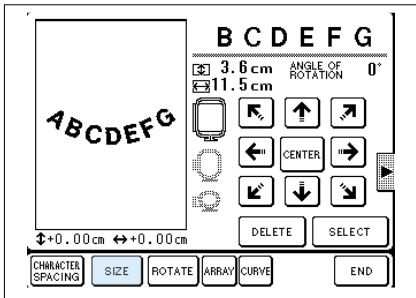 B C D E F G
3.6cm ANGLE OF ROTATION 0°
11.5cm
ABCDEFG
CENTER
DELETE SELECT
+0.00cm +0.00cm
CHARACTER SPACING SIZE ROTATE ARRAY CURVE END